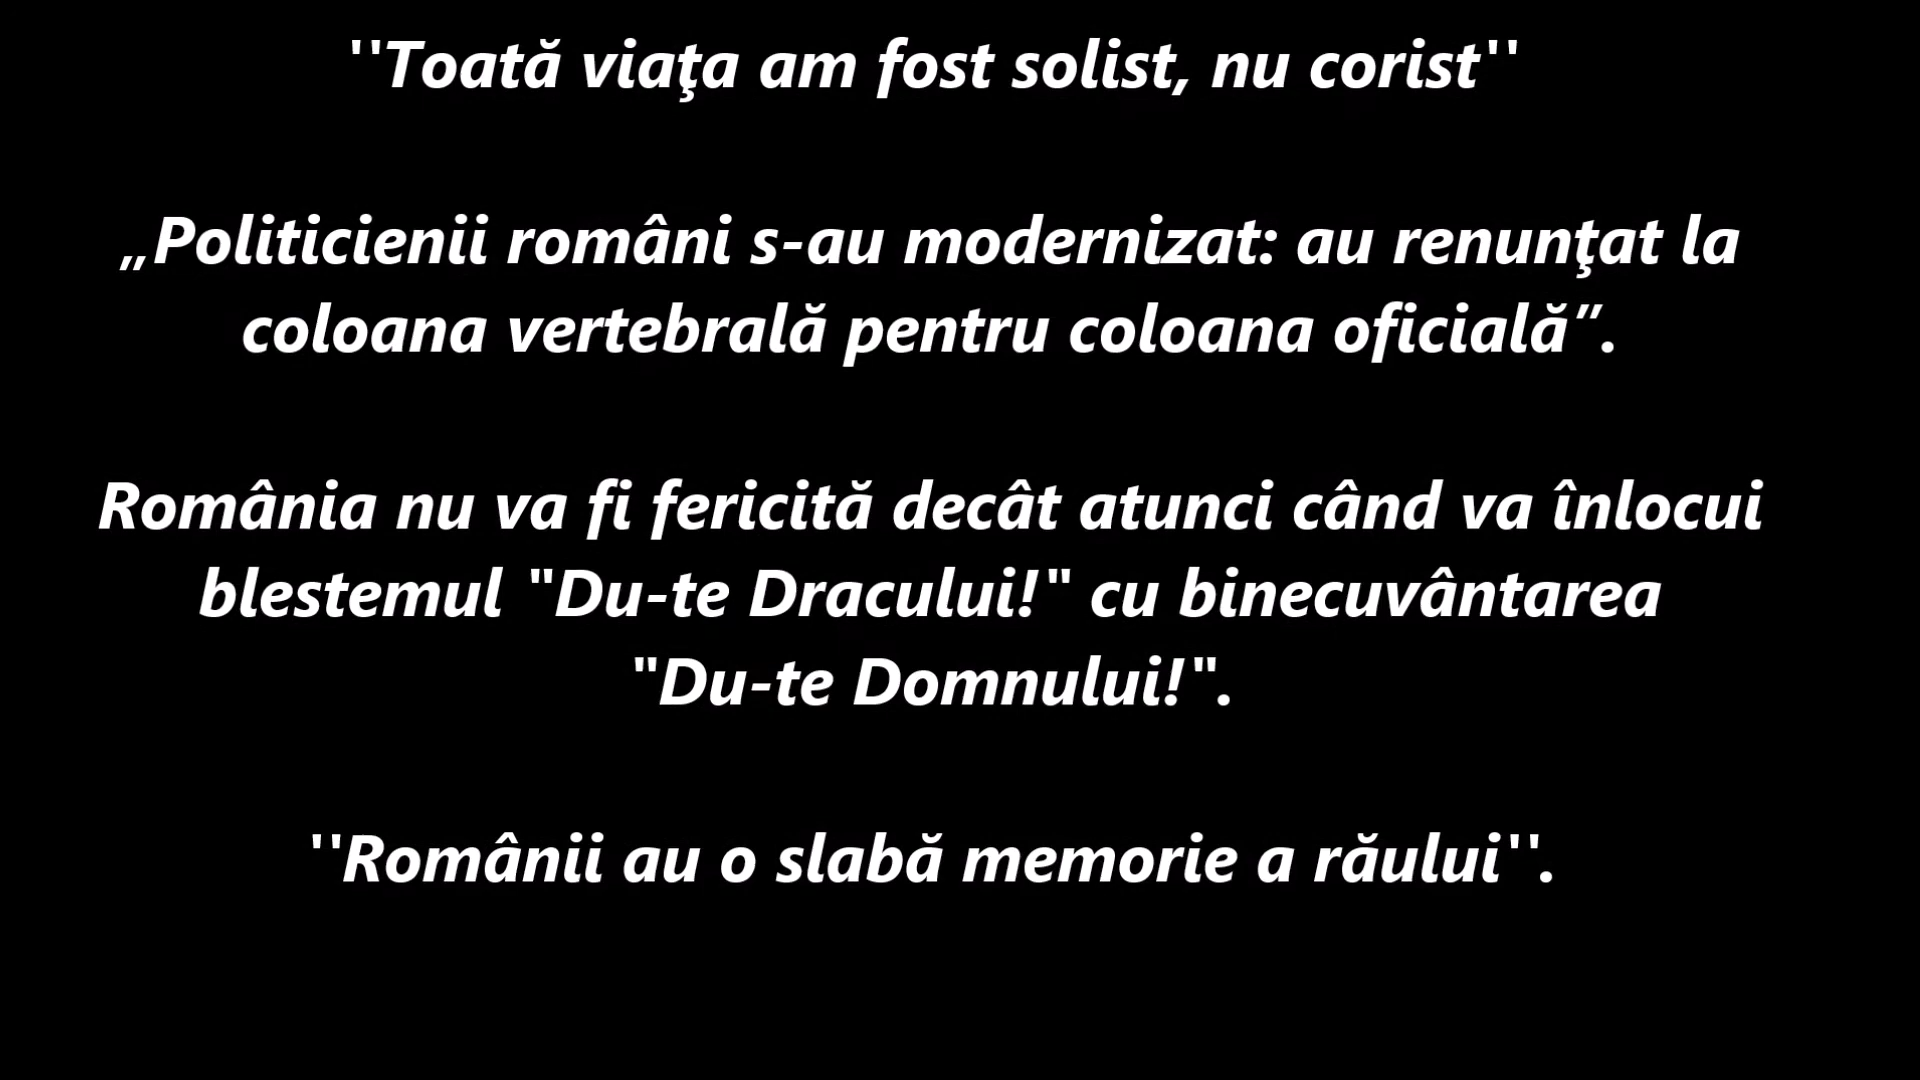 ''Toată viaţa am fost solist, nu corist''
„Politicienii români s-au modernizat: au renunţat la
coloana vertebrală pentru coloana oficială”.
România nu va fi fericită decât atunci când va înlocui
blestemul "Du-te Dracului!" cu binecuvântarea
"Du-te Domnului!".
''Românii au o slabă memorie a răului''.